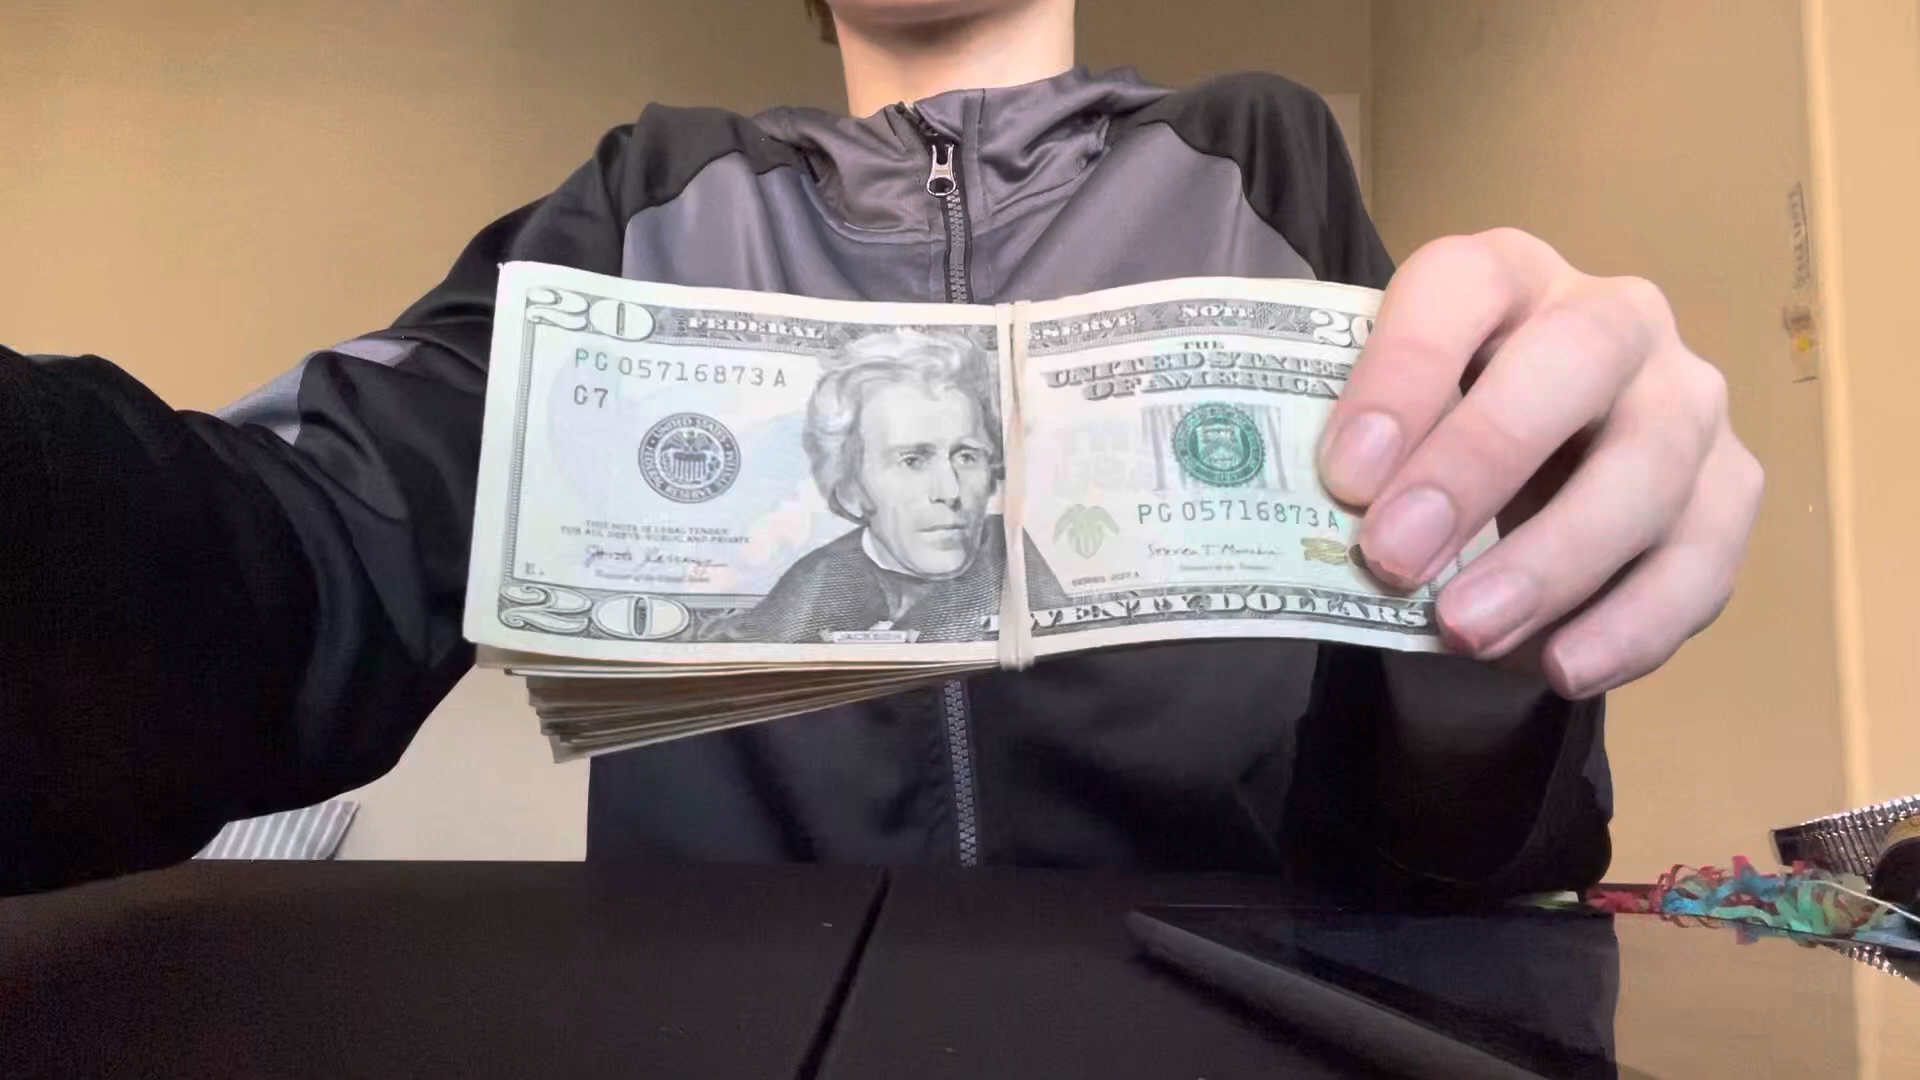 20 FEDERAL RESERVE NOTE 20
PG 05716873 A
G7
THE
UNITED STATES
OF AMERICA
THIS NOTE IS LEGAL TENDER
FOR ALL DEBTS, PUBLIC AND PRIVATE
PG 05716873 A
20
JACKSON
TWENTY DOLLARS